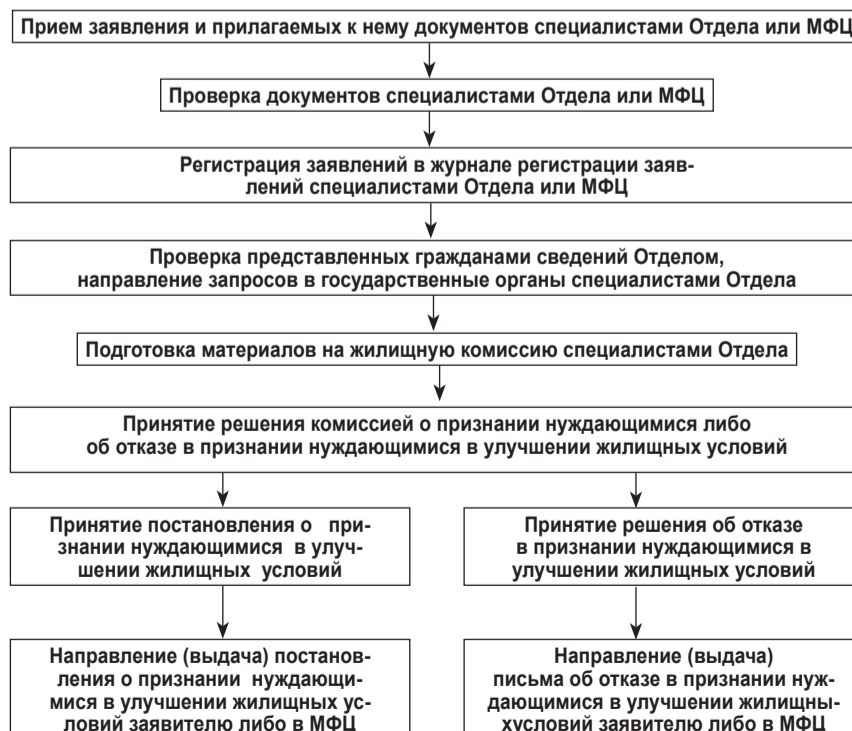 Прием заявления и прилагаемых к нему документов специалистами Отдела или МФЦ
Проверка документов специалистами Отдела или МФЦ
Регистрация заявлений в журнале регистрации заяв-
лений специалистами Отдела или МФЦ
Проверка представленных гражданами сведений Отделом,
направление запросов в государственные органы специалистами Отдела
Подготовка материалов на жилищную комиссию специалистами Отдела
Принятие решения комиссией о признании нуждающимися либо
об отказе в признании нуждающимися в улучшении жилищных условий
Принятие постановления о при-
знании нуждающимися в улуч-
шении жилищных условий
Принятие решения об отказе
в признании нуждающимися в
улучшении жилищных условий
Направление (выдача) постанов-
ления о признании нуждающи-
мися в улучшении жилищных ус-
ловий заявителю либо в МФЦ
Направление (выдача)
письма об отказе в признании нуж-
дающимися в улучшении жилищны-
хусловий заявителю либо в МФЦ